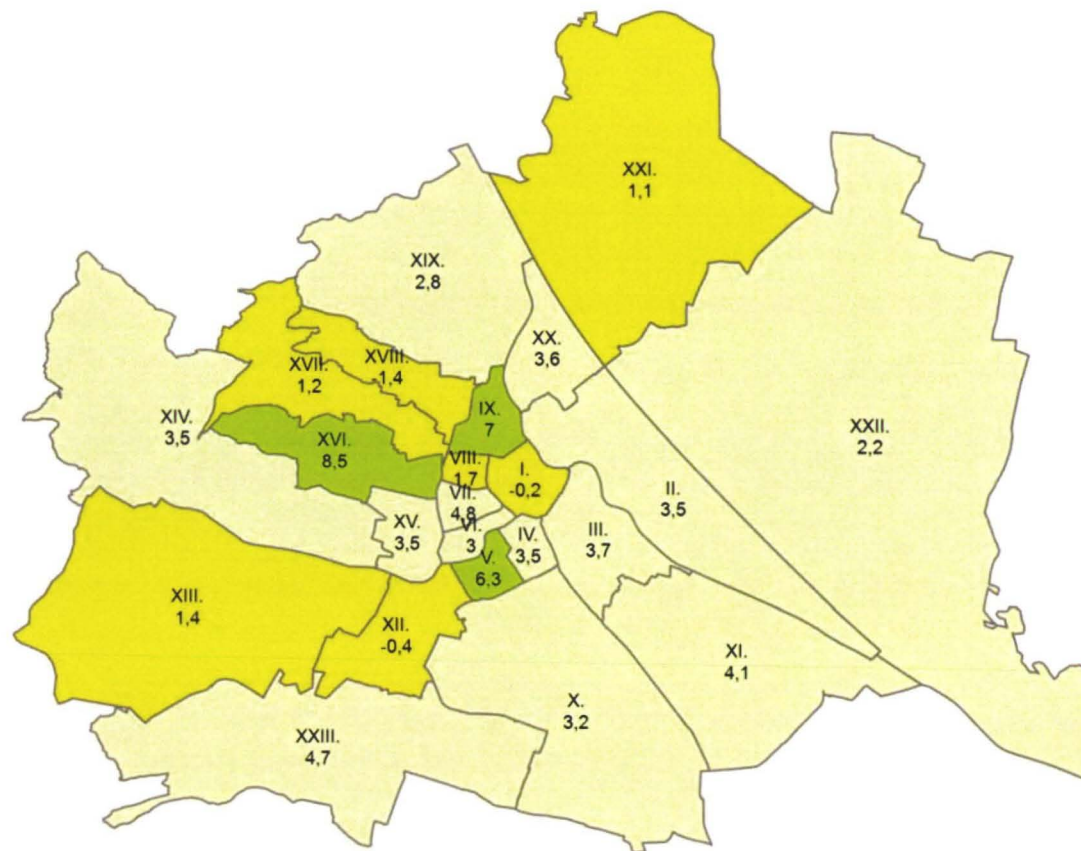 XXI.
1,1
XIX.
2,8
XX.
3,6
XVIII.
1,4
XVII.
1,2
XIV.
3,5
IX.
7
XXII.
2,2
XVI.
8,5
VIII.
1,7
I.
-0,2
VII.
4,8
II.
3,5
XV.
3,5
VI.
3
IV.
3,5
III.
3,7
V.
6,3
XIII.
1,4
XII.
-0,4
XI.
4,1
X.
3,2
XXIII.
4,7